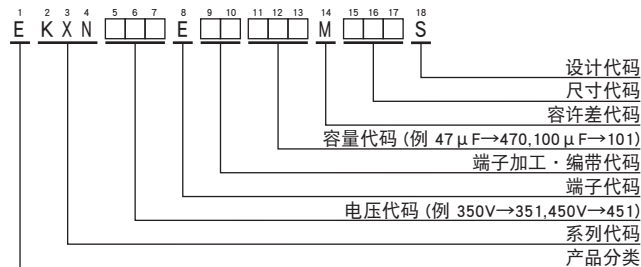 1 2 3 4 5 6 7 8 9 10 11 12 13 14 15 16 17 18
E K X N □□□ E □□ □□□ M □□□ S
设计代码
尺寸代码
容许差代码
容量代码 (例 47μF→470,100μF→101)
端子加工・编带代码
端子代码
电压代码 (例 350V→351,450V→451)
系列代码
产品分类